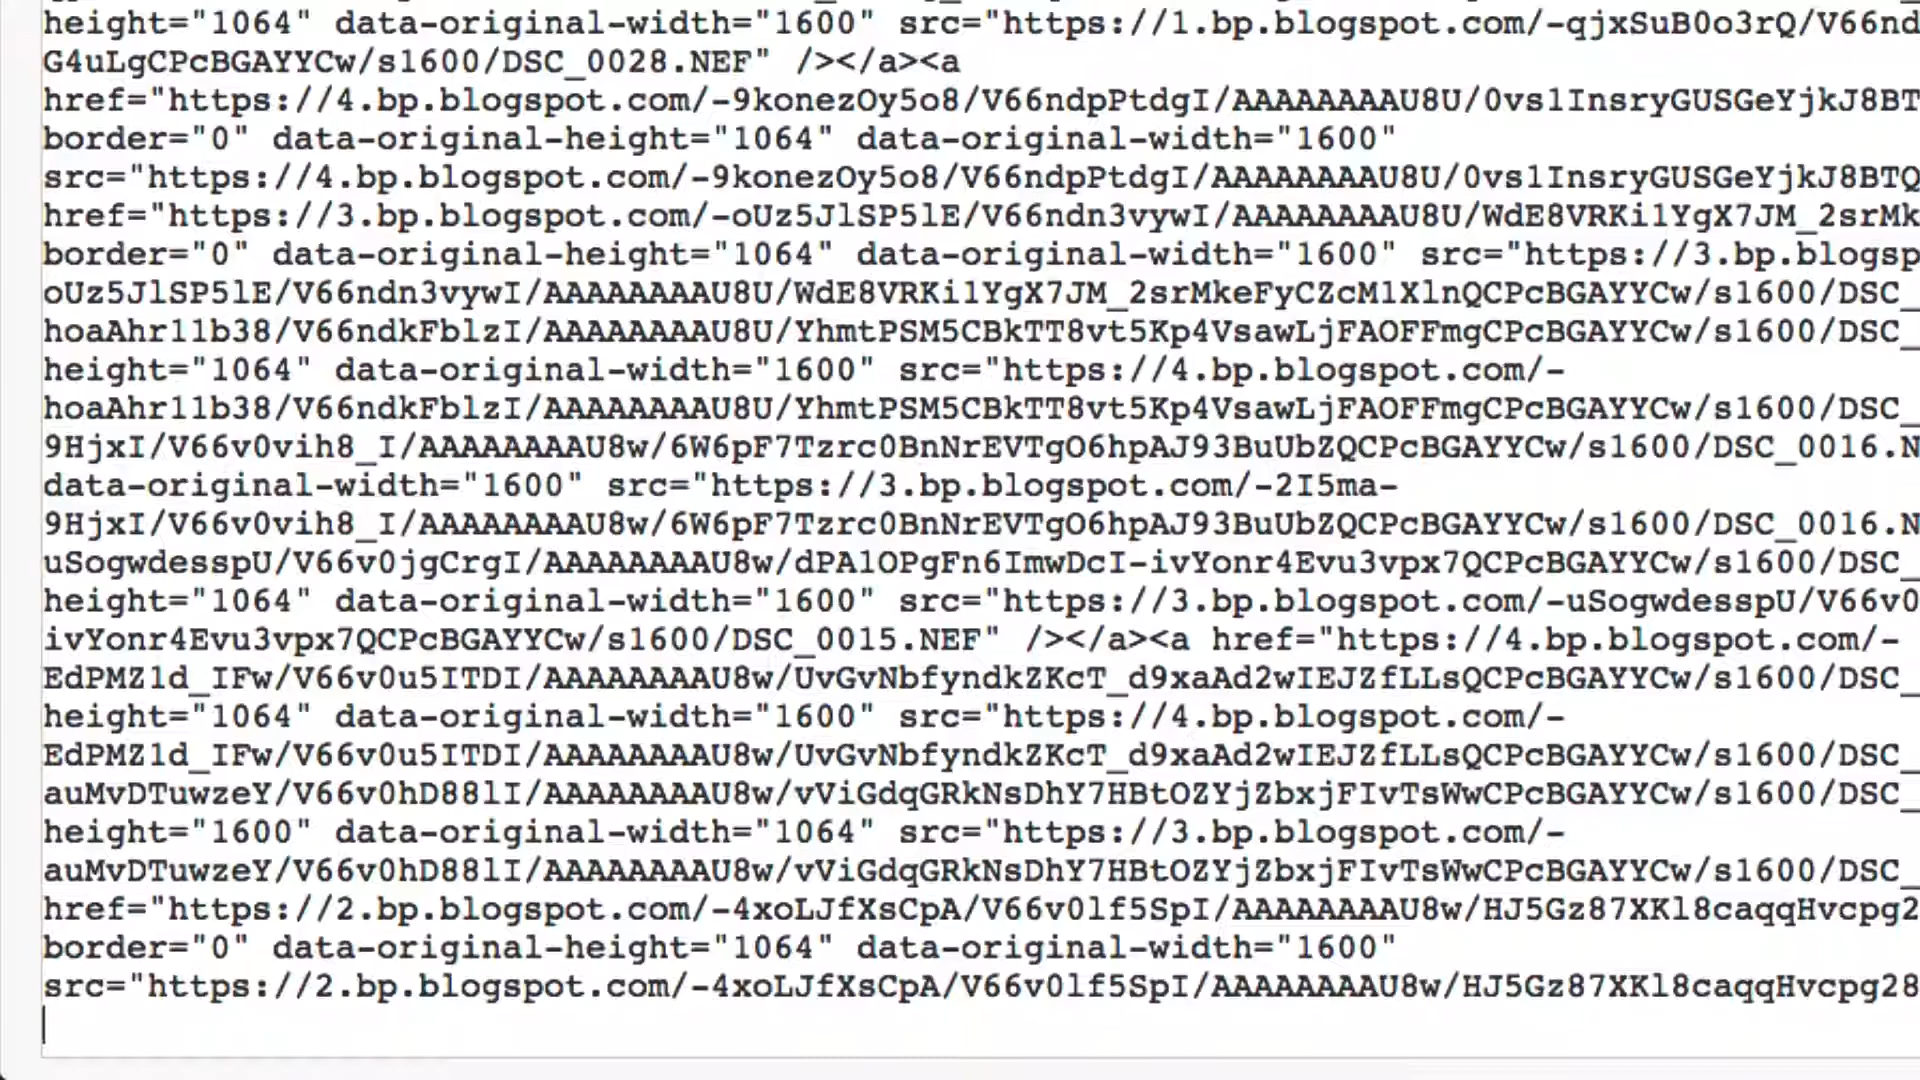 height="1064" data-original-width="1600" src="https://1.bp.blogspot.com/-qjxSuB0o3rQ/V66nd
G4uLgCPcBGAYYCw/s1600/DSC_0028.NEF" /></a><a
href="https://4.bp.blogspot.com/-9konezOy5o8/V66ndpPtdgI/AAAAAAAAU8U/0vs1InsryGUSGeYjkJ8BT
border="0" data-original-height="1064" data-original-width="1600"
src="https://4.bp.blogspot.com/-9konezOy5o8/V66ndpPtdgI/AAAAAAAAU8U/0vs1InsryGUSGeYjkJ8BTQ
href="https://3.bp.blogspot.com/-oUz5JlSP5lE/V66ndn3vywI/AAAAAAAAU8U/WdE8VRKi1YgX7JM_2srMk
border="0" data-original-height="1064" data-original-width="1600" src="https://3.bp.blogsp
oUz5JlSP5lE/V66ndn3vywI/AAAAAAAAU8U/WdE8VRKi1YgX7JM_2srMkeFyCZcM1XlnQCPcBGAYYCw/s1600/DSC_
hoaAhr11b38/V66ndkFblzI/AAAAAAAAU8U/YhmtPSM5CBkTT8vt5Kp4VsawLjFAOFFmgCPcBGAYYCw/s1600/DSC_
height="1064" data-original-width="1600" src="https://4.bp.blogspot.com/-
hoaAhr11b38/V66ndkFblzI/AAAAAAAAU8U/YhmtPSM5CBkTT8vt5Kp4VsawLjFAOFFmgCPcBGAYYCw/s1600/DSC_
9HjxI/V66v0vih8_I/AAAAAAAAU8w/6W6pF7Tzrc0BnNrEVTgO6hpAJ93BuUbZQCPcBGAYYCw/s1600/DSC_0016.N
data-original-width="1600" src="https://3.bp.blogspot.com/-2I5ma-
9HjxI/V66v0vih8_I/AAAAAAAAU8w/6W6pF7Tzrc0BnNrEVTgO6hpAJ93BuUbZQCPcBGAYYCw/s1600/DSC_0016.N
uSogwdesspU/V66v0jgCrgI/AAAAAAAAU8w/dPA1OPgFn6ImwDcI-ivYonr4Evu3vpx7QCPcBGAYYCw/s1600/DSC_
height="1064" data-original-width="1600" src="https://3.bp.blogspot.com/-uSogwdesspU/V66v0
ivYonr4Evu3vpx7QCPcBGAYYCw/s1600/DSC_0015.NEF" /></a><a href="https://4.bp.blogspot.com/-
EdPMZ1d_IFw/V66v0u5ITDI/AAAAAAAAU8w/UvGvNbfyndkZKcT_d9xaAd2wIEJZfLLsQCPcBGAYYCw/s1600/DSC_
height="1064" data-original-width="1600" src="https://4.bp.blogspot.com/-
EdPMZ1d_IFw/V66v0u5ITDI/AAAAAAAAU8w/UvGvNbfyndkZKcT_d9xaAd2wIEJZfLLsQCPcBGAYYCw/s1600/DSC_
auMvDTuwzeY/V66v0hD88lI/AAAAAAAAU8w/vViGdqGRkNsDhY7HBtOZYjZbxjFIvTsWwCPcBGAYYCw/s1600/DSC_
height="1600" data-original-width="1064" src="https://3.bp.blogspot.com/-
auMvDTuwzeY/V66v0hD88lI/AAAAAAAAU8w/vViGdqGRkNsDhY7HBtOZYjZbxjFIvTsWwCPcBGAYYCw/s1600/DSC_
href="https://2.bp.blogspot.com/-4xoLJfXsCpA/V66v0lf5SpI/AAAAAAAAU8w/HJ5Gz87XKl8caqqHvcpg2
border="0" data-original-height="1064" data-original-width="1600"
src="https://2.bp.blogspot.com/-4xoLJfXsCpA/V66v0lf5SpI/AAAAAAAAU8w/HJ5Gz87XKl8caqqHvcpg28